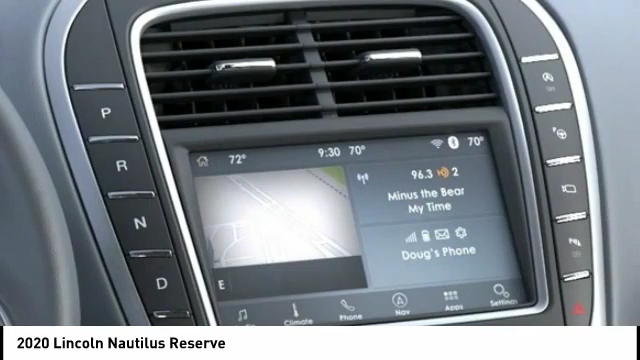 P
R
N
D
72°
9:30
70°
70°
96.3
2
Minus the Bear
My Time
Doug's Phone
E
Climate
Phone
Nav
Apps
Settings
2020 Lincoln Nautilus Reserve